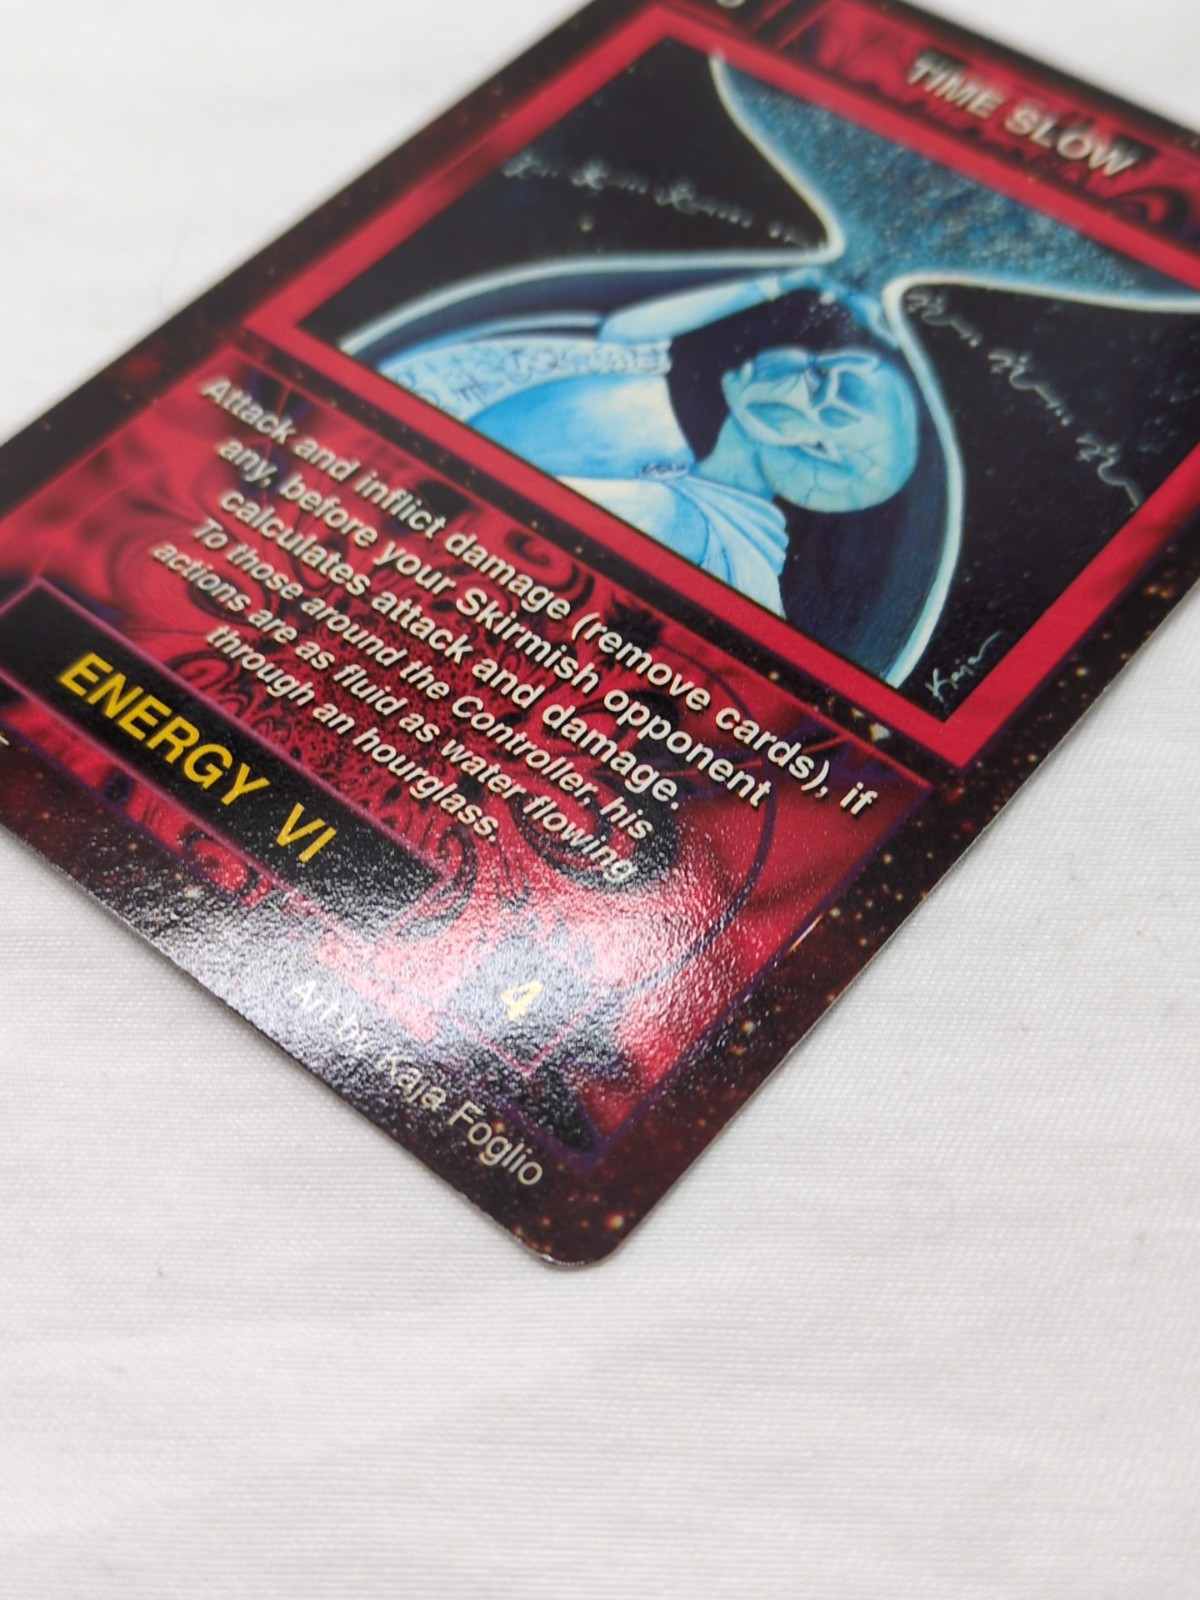 TIME SLOW
Kaja
Attack and inflict damage (remove cards), if
any, before your Skirmish opponent
calculates attack and damage.
To those around the Controller, his
actions are as fluid as water flowing
through an hourglass.
ENERGY VI
4
Art by Kaja Foglio